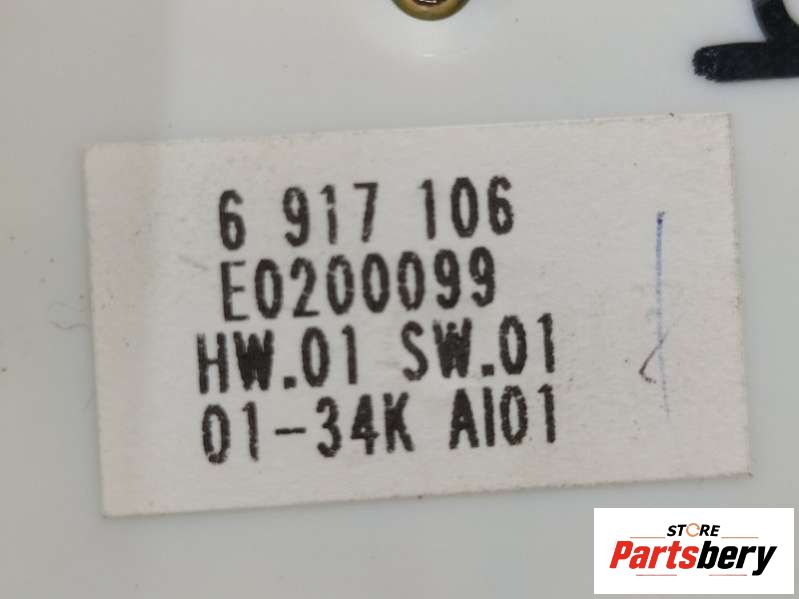 6 917 106
E0200099
HW.01 SW.01
01-34K AI01
STORE
Partsbery